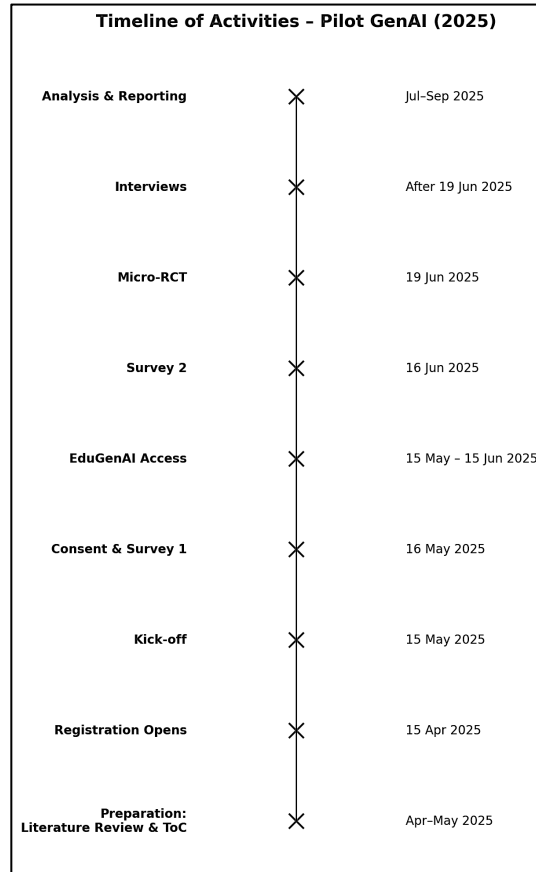 Timeline of Activities – Pilot GenAI (2025)
Analysis & Reporting Jul–Sep 2025
Interviews After 19 Jun 2025
Micro-RCT 19 Jun 2025
Survey 2 16 Jun 2025
EduGenAI Access 15 May – 15 Jun 2025
Consent & Survey 1 16 May 2025
Kick-off 15 May 2025
Registration Opens 15 Apr 2025
Preparation:
Literature Review & ToC Apr–May 2025